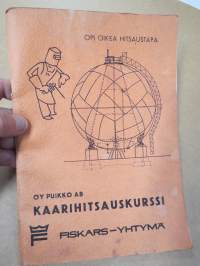 OPI OIKEA HITSAUSTAPA
OY PUIKKO AB
KAARIHITSAUSKURSSI
FISKARS-YHTYMÄ